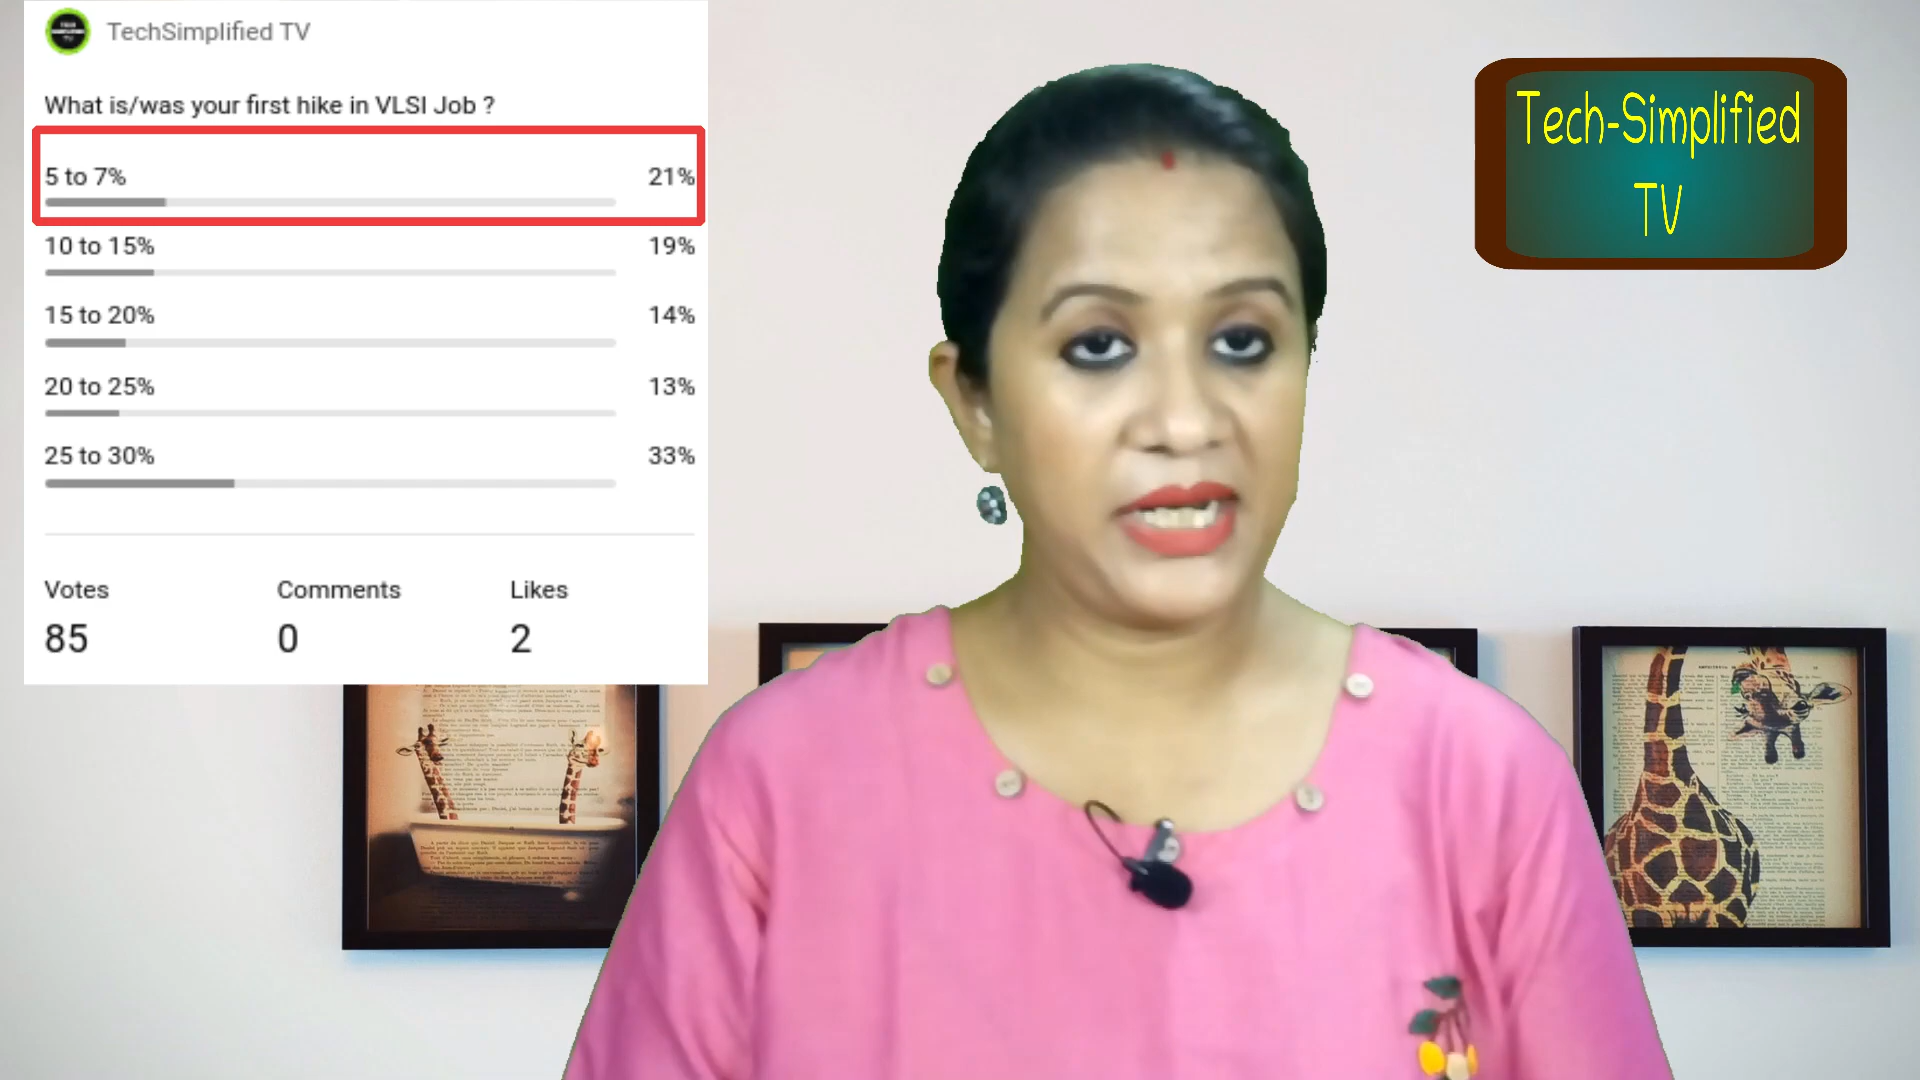 TechSimplified TV
What is/was your first hike in VLSI Job ?
5 to 7% 21%
10 to 15% 19%
15 to 20% 14%
20 to 25% 13%
25 to 30% 33%
Votes Comments Likes
85 0 2
Tech-Simplified
TV